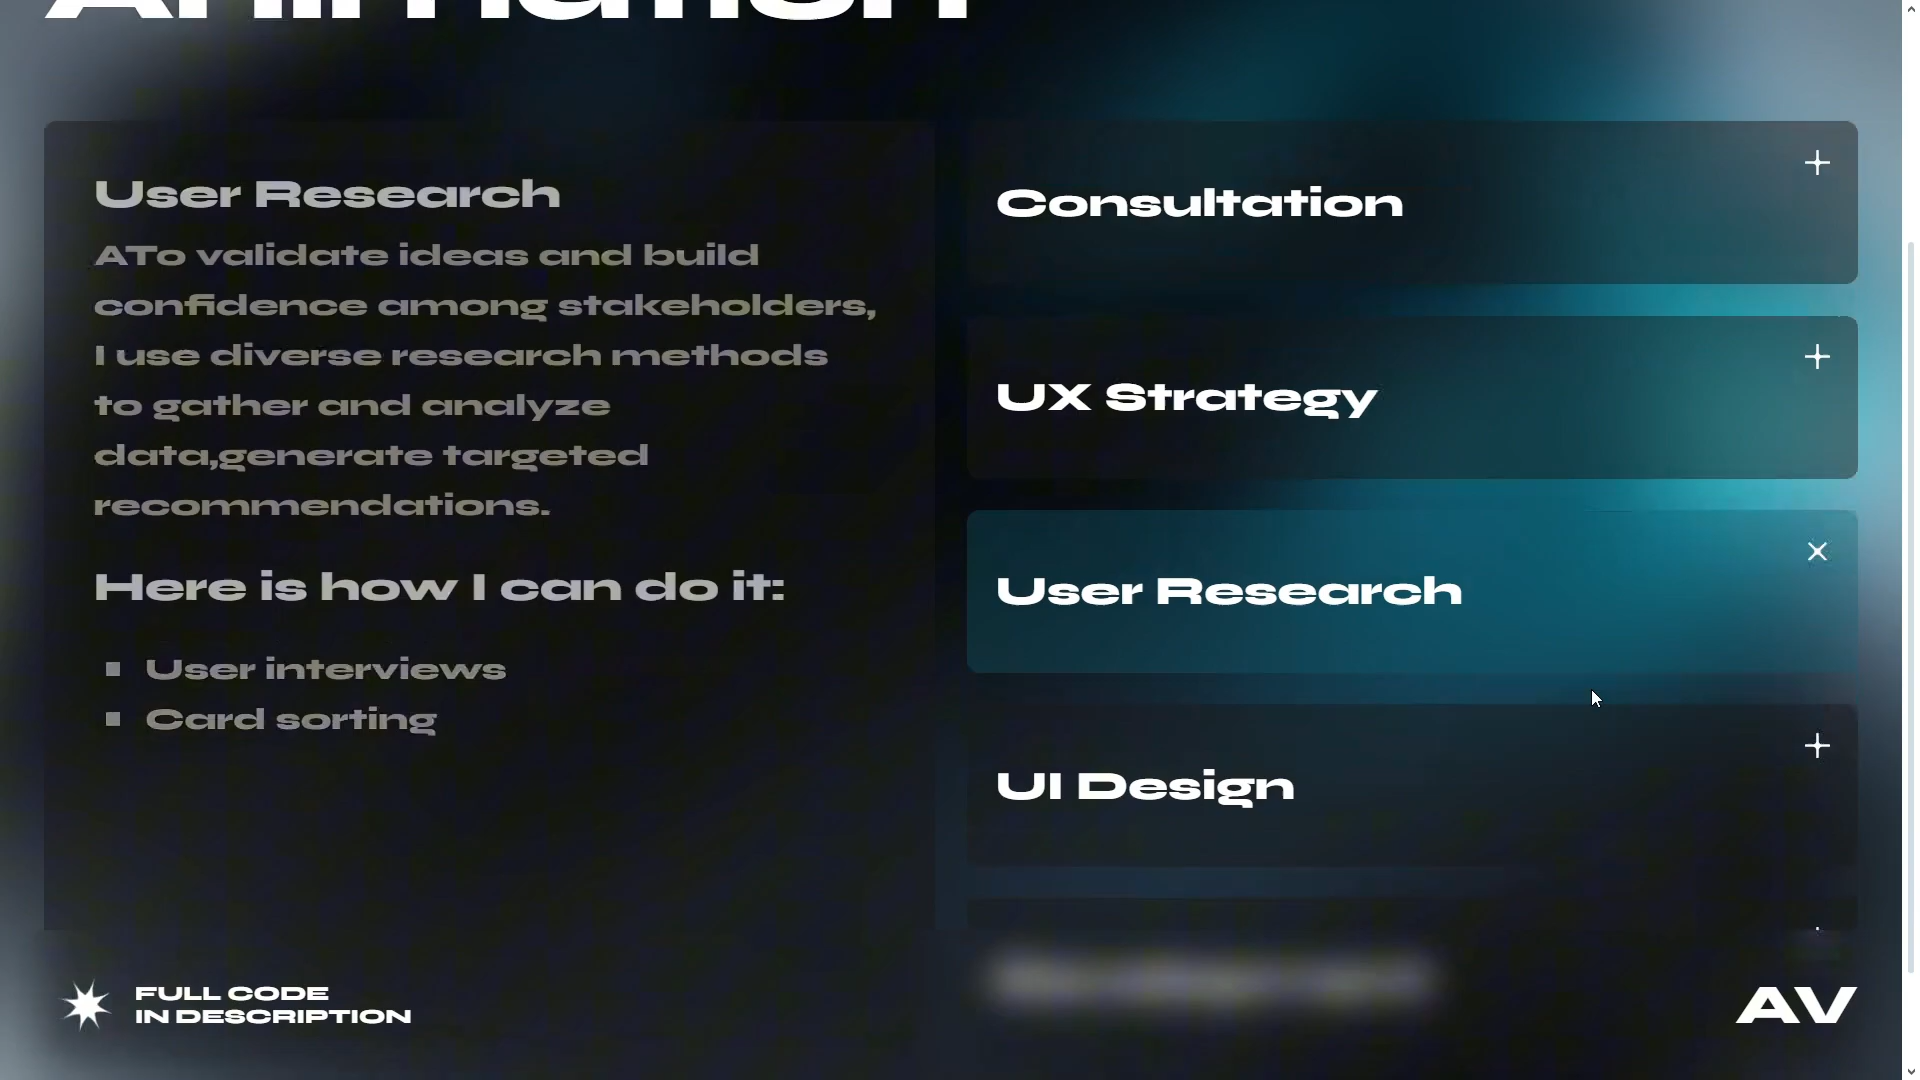 Animation
User Research
ATo validate ideas and build
confidence among stakeholders,
I use diverse research methods
to gather and analyze
data,generate targeted
recommendations.
Here is how I can do it:
▪ User interviews
▪ Card sorting
Consultation
UX Strategy
User Research
UI Design
FULL CODE
IN DESCRIPTION
AV